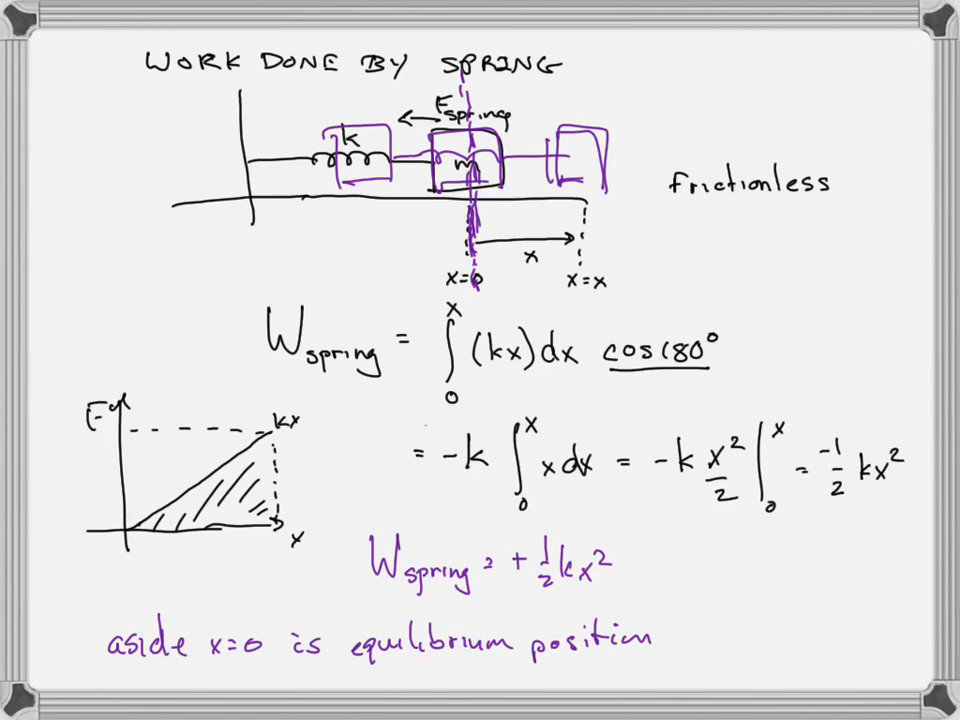 WORK DONE BY SPRING
F spring
k
m
frictionless
x
x=0
x=x
W spring = ∫₀ˣ (kx) dx cos 180°
F
kx
= -k ∫₀ˣ x dx = -k x²/2 |₀ˣ = -1/2 kx²
x
W spring = + 1/2 kx²
aside x=0 is equilibrium position